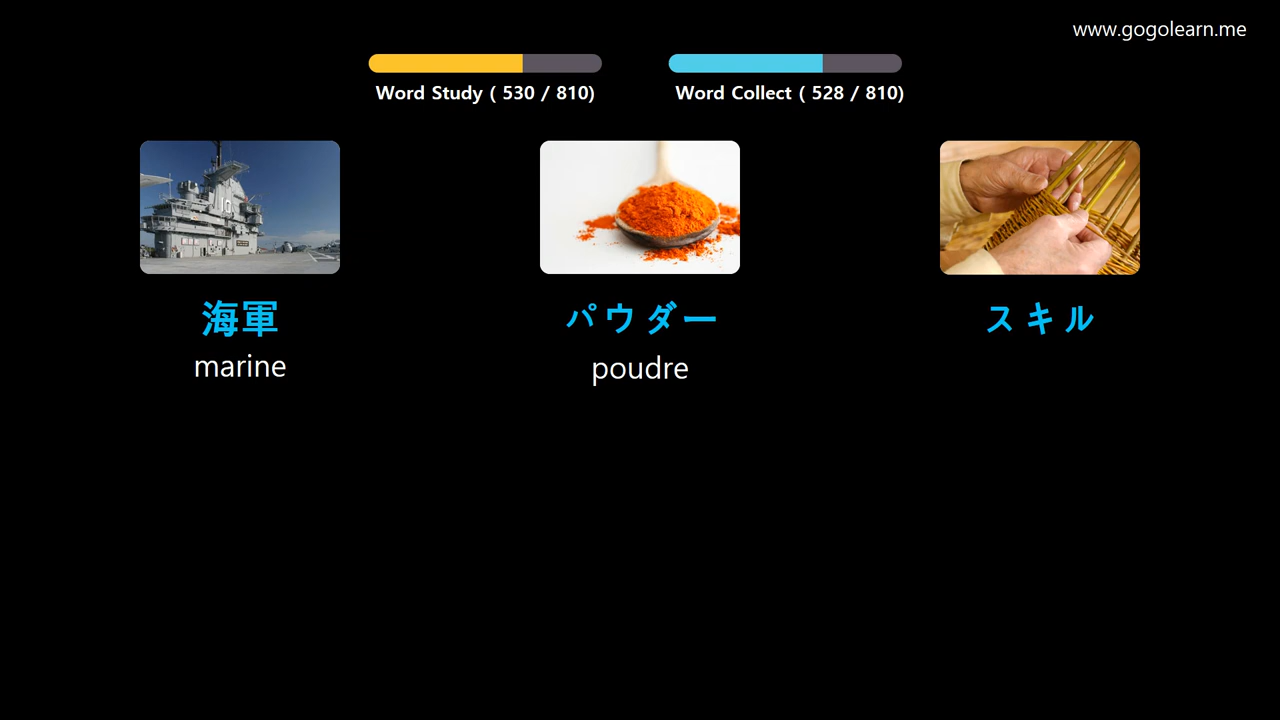 www.gogolearn.me
Word Study ( 530 / 810)
Word Collect ( 528 / 810)
海軍
パウダー
スキル
marine
poudre